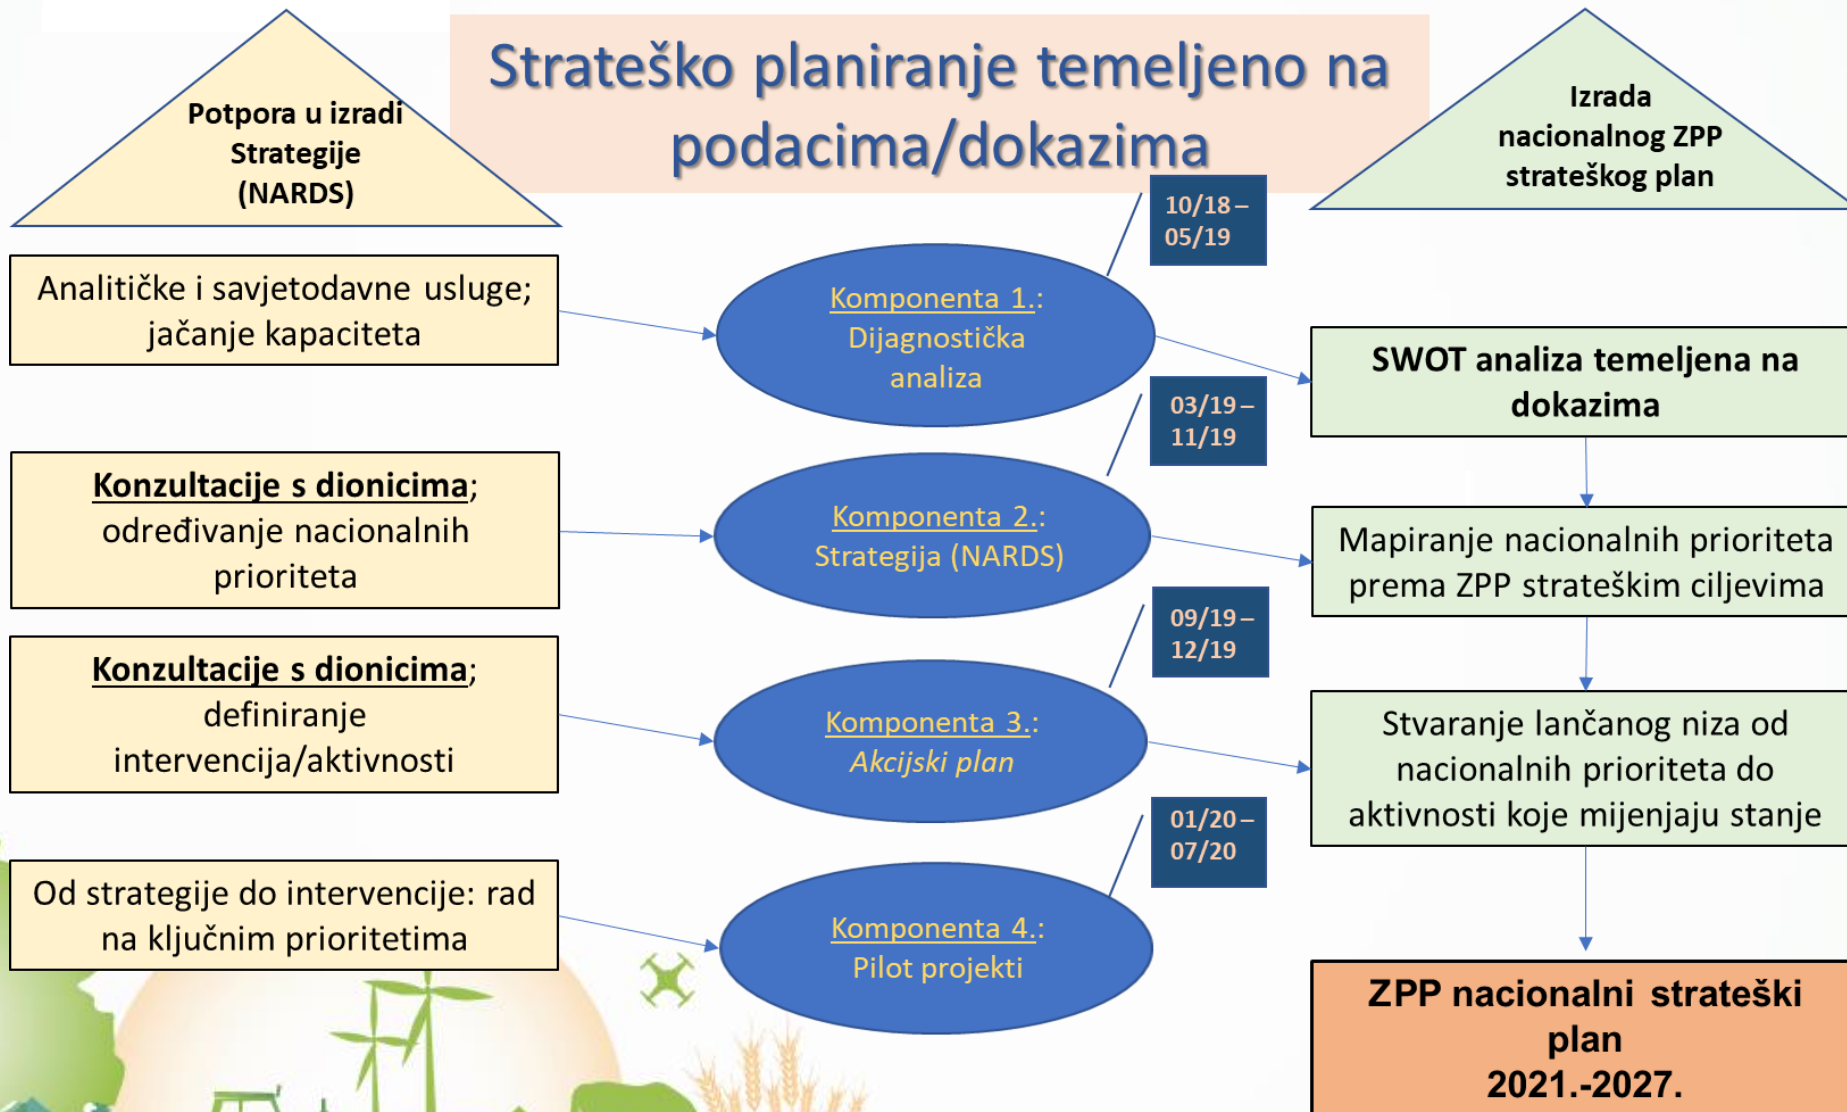 Strateško planiranje temeljeno na
podacima/dokazima
Potpora u izradi
Strategije
(NARDS)
Izrada
nacionalnog ZPP
strateškog plan
10/18 –
05/19
Analitičke i savjetodavne usluge;
jačanje kapaciteta
Komponenta 1.:
Dijagnostička
analiza
SWOT analiza temeljena na
dokazima
03/19 –
11/19
Konzultacije s dionicima;
određivanje nacionalnih
prioriteta
Komponenta 2.:
Strategija (NARDS)
Mapiranje nacionalnih prioriteta
prema ZPP strateškim ciljevima
09/19 –
12/19
Konzultacije s dionicima;
definiranje
intervencija/aktivnosti
Komponenta 3.:
Akcijski plan
Stvaranje lančanog niza od
nacionalnih prioriteta do
aktivnosti koje mijenjaju stanje
01/20 –
07/20
Od strategije do intervencije: rad
na ključnim prioritetima
Komponenta 4.:
Pilot projekti
ZPP nacionalni strateški
plan
2021.-2027.